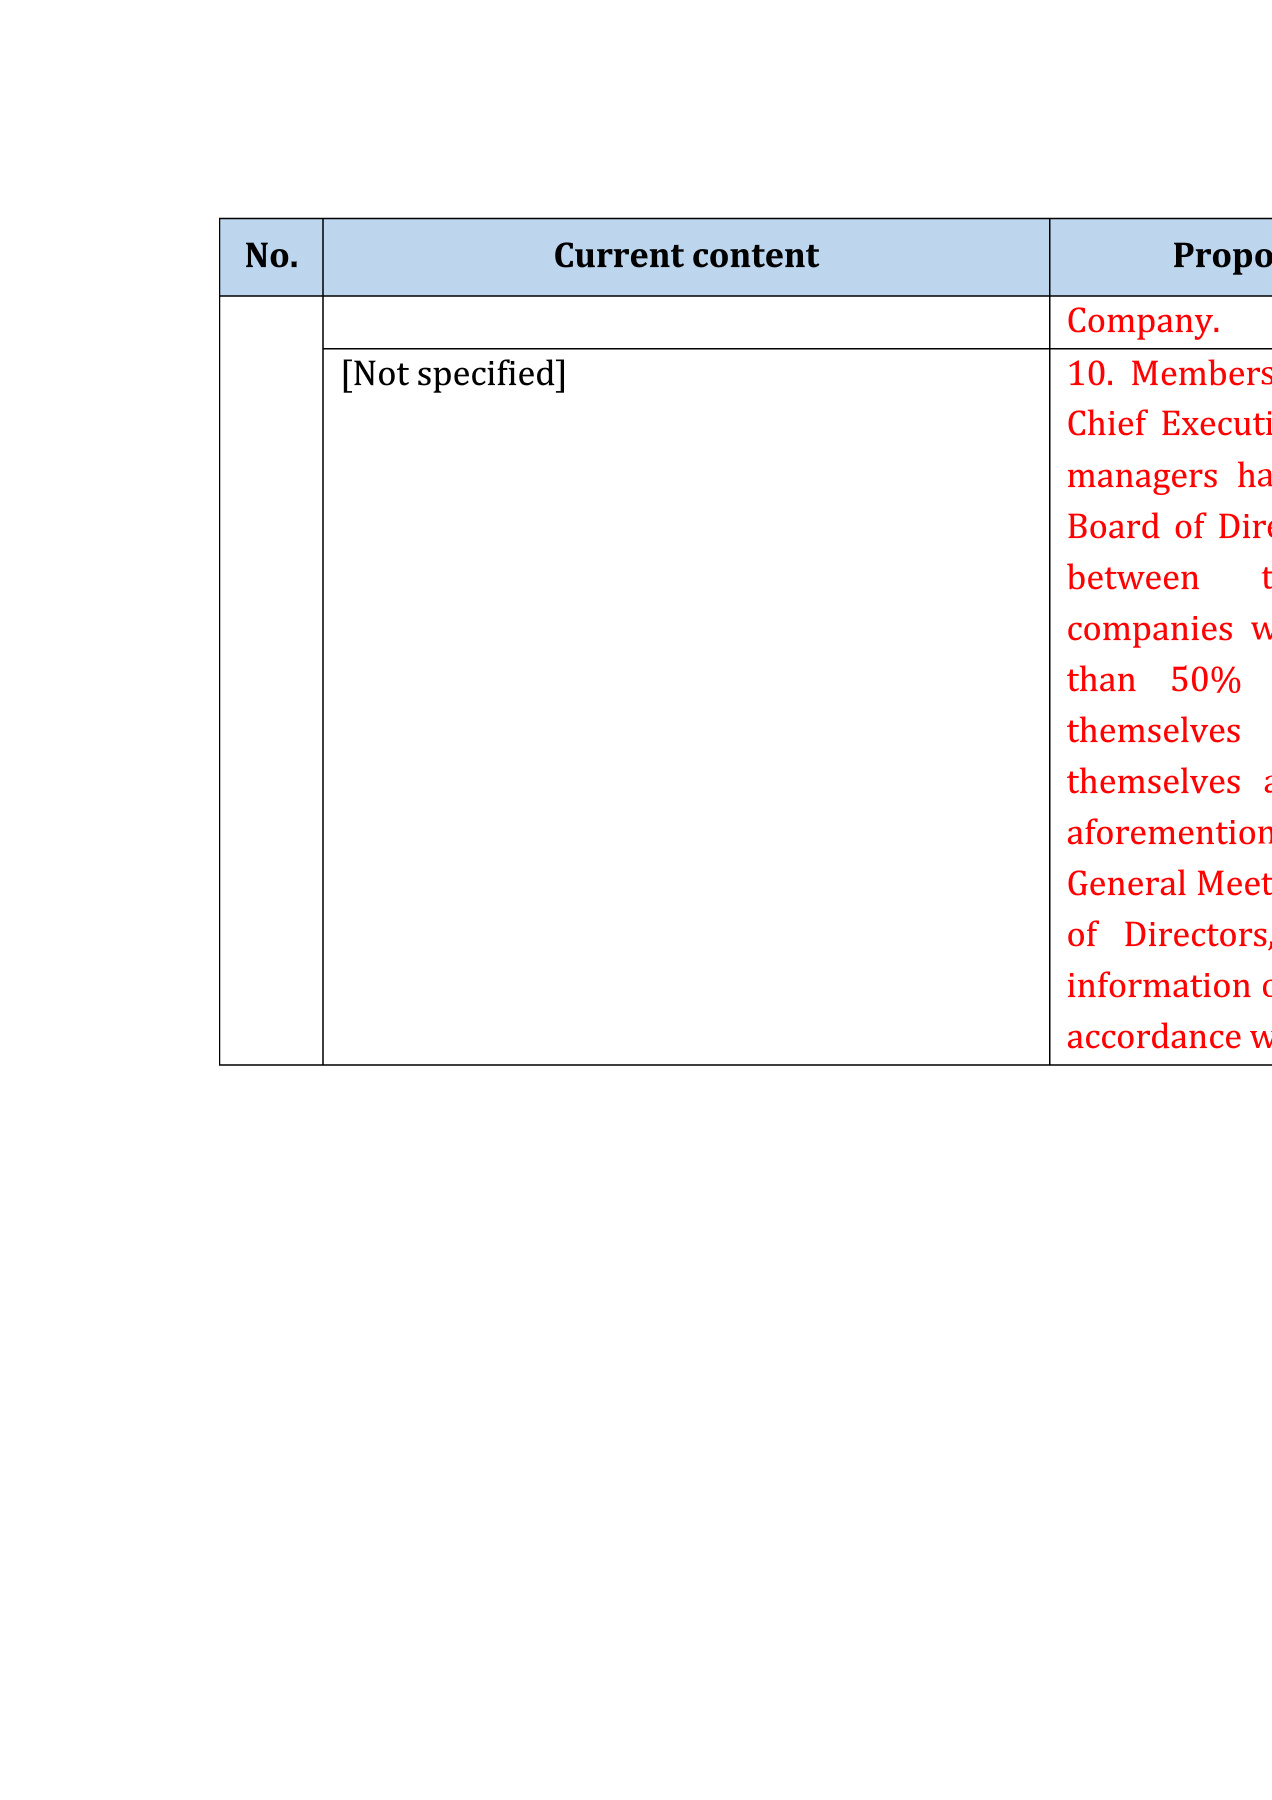 No. Current content Propo
Company.
[Not specified] 10. Members
Chief Executi
managers ha
Board of Dire
between t
companies w
than 50%
themselves
themselves a
aforemention
General Meet
of Directors,
information o
accordance w